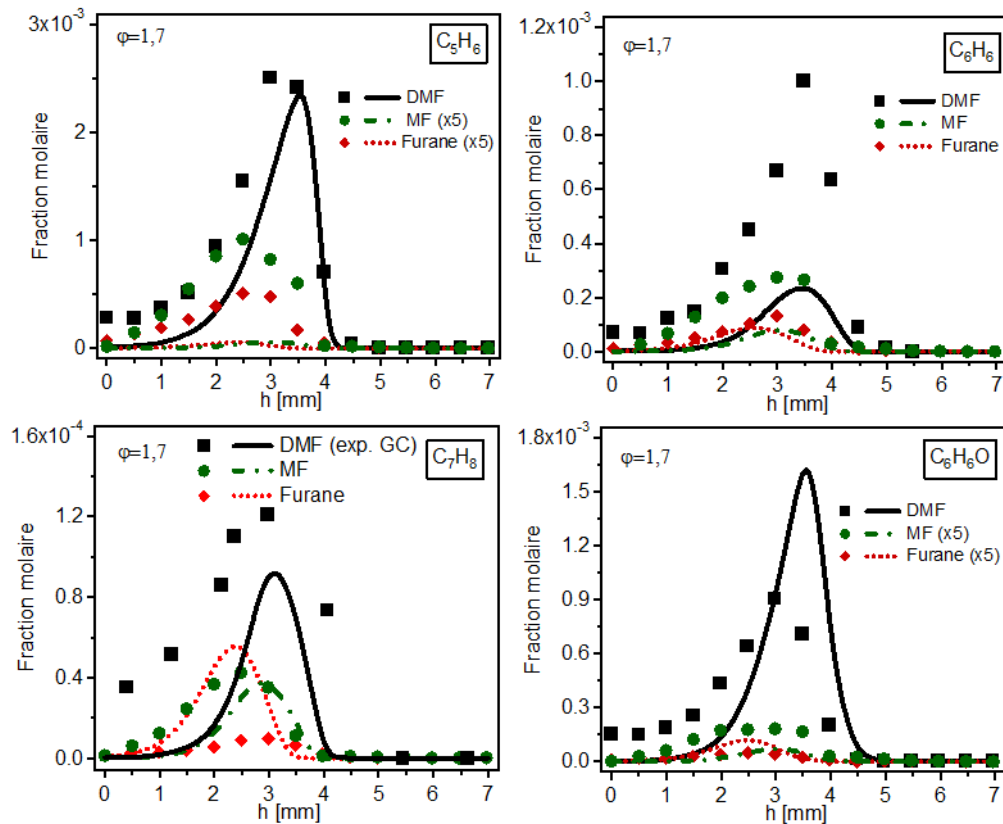 3x10-3
φ=1,7
C5H6
DMF
MF (x5)
Furane (x5)
2
1
0
Fraction molaire
0 1 2 3 4 5 6 7
h [mm]
1.2x10-3
φ=1,7
C6H6
DMF
MF
Furane
1.0
0.8
0.6
0.4
0.2
0.0
Fraction molaire
0 1 2 3 4 5 6 7
h [mm]
1.6x10-4
φ=1,7
C7H8
DMF (exp. GC)
MF
Furane
1.2
0.8
0.4
0.0
Fraction molaire
0 1 2 3 4 5 6 7
h [mm]
1.8x10-3
φ=1,7
C6H6O
DMF
MF (x5)
Furane (x5)
1.5
1.2
0.9
0.6
0.3
0.0
Fraction molaire
0 1 2 3 4 5 6 7
h [mm]